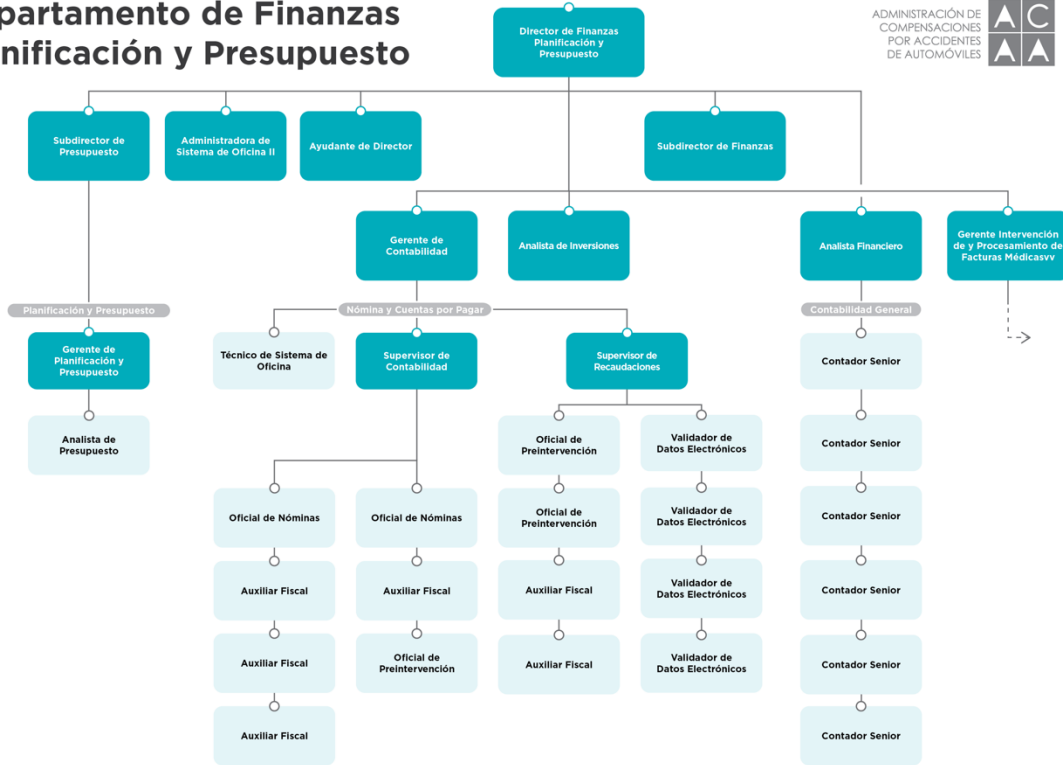 partamento de Finanzas
nificación y Presupuesto
ADMINISTRACIÓN DE
COMPENSACIONES
POR ACCIDENTES
DE AUTOMÓVILES
A C
A A
Director de Finanzas
Planificación y
Presupuesto
Subdirector de
Presupuesto
Administradora de
Sistema de Oficina II
Ayudante de Director
Subdirector de Finanzas
Gerente de
Contabilidad
Analista de Inversiones
Analista Financiero
Gerente Intervención
de y Procesamiento de
Facturas Médicasvv
Planificación y Presupuesto
Nómina y Cuentas por Pagar
Contabilidad General
Gerente de
Planificación y
Presupuesto
Técnico de Sistema de
Oficina
Supervisor de
Contabilidad
Supervisor de
Recaudaciones
Contador Senior
Analista de
Presupuesto
Oficial de
Preintervención
Validador de
Datos Electrónicos
Contador Senior
Oficial de Nóminas
Oficial de Nóminas
Oficial de
Preintervención
Validador de
Datos Electrónicos
Contador Senior
Auxiliar Fiscal
Auxiliar Fiscal
Auxiliar Fiscal
Validador de
Datos Electrónicos
Contador Senior
Auxiliar Fiscal
Oficial de
Preintervención
Auxiliar Fiscal
Validador de
Datos Electrónicos
Contador Senior
Auxiliar Fiscal
Contador Senior